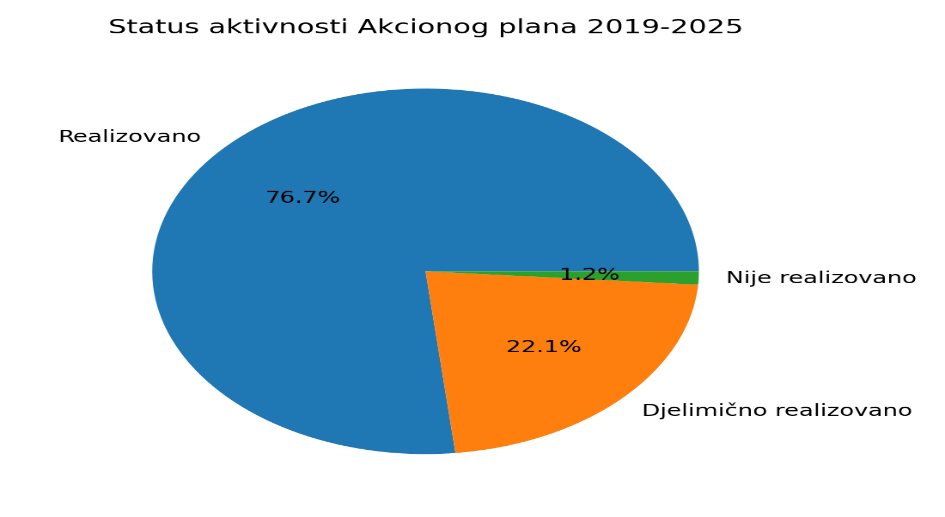 Status aktivnosti Akcionog plana 2019-2025
Realizovano
76.7%
1.2%
Nije realizovano
22.1%
Djelimično realizovano